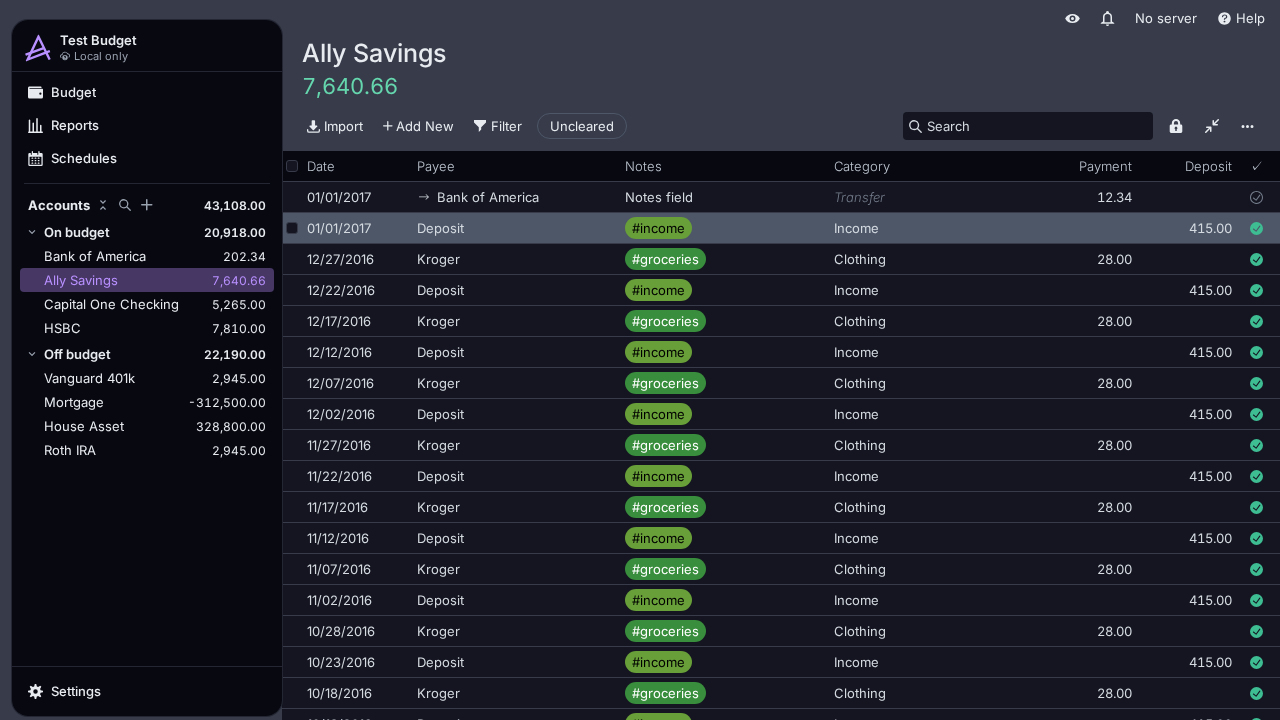 No server
Help
Test Budget
Local only
Budget
Reports
Schedules
Accounts 43,108.00
On budget 20,918.00
Bank of America 202.34
Ally Savings 7,640.66
Capital One Checking 5,265.00
HSBC 7,810.00
Off budget 22,190.00
Vanguard 401k 2,945.00
Mortgage -312,500.00
House Asset 328,800.00
Roth IRA 2,945.00
Settings
Ally Savings
7,640.66
Import + Add New Filter Uncleared Search
Date Payee Notes Category Payment Deposit ✓
01/01/2017 → Bank of America Notes field Transfer 12.34
01/01/2017 Deposit #income Income 415.00
12/27/2016 Kroger #groceries Clothing 28.00
12/22/2016 Deposit #income Income 415.00
12/17/2016 Kroger #groceries Clothing 28.00
12/12/2016 Deposit #income Income 415.00
12/07/2016 Kroger #groceries Clothing 28.00
12/02/2016 Deposit #income Income 415.00
11/27/2016 Kroger #groceries Clothing 28.00
11/22/2016 Deposit #income Income 415.00
11/17/2016 Kroger #groceries Clothing 28.00
11/12/2016 Deposit #income Income 415.00
11/07/2016 Kroger #groceries Clothing 28.00
11/02/2016 Deposit #income Income 415.00
10/28/2016 Kroger #groceries Clothing 28.00
10/23/2016 Deposit #income Income 415.00
10/18/2016 Kroger #groceries Clothing 28.00